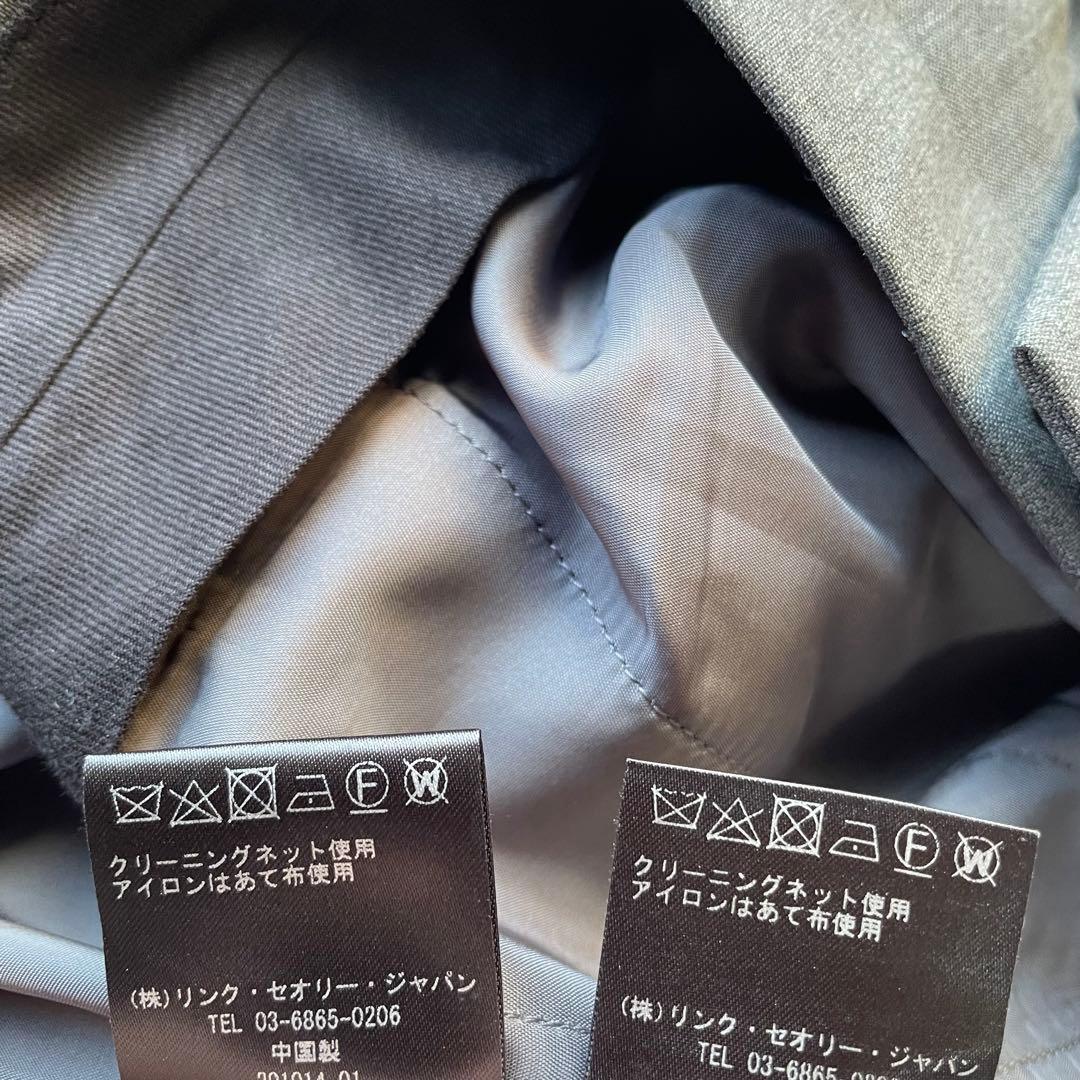 F W
クリーニングネット使用
アイロンはあて布使用
(株)リンク・セオリー・ジャパン
TEL 03-6865-0206
中国製
F W
クリーニングネット使用
アイロンはあて布使用
(株)リンク・セオリー・ジャパン
TEL 03-6865